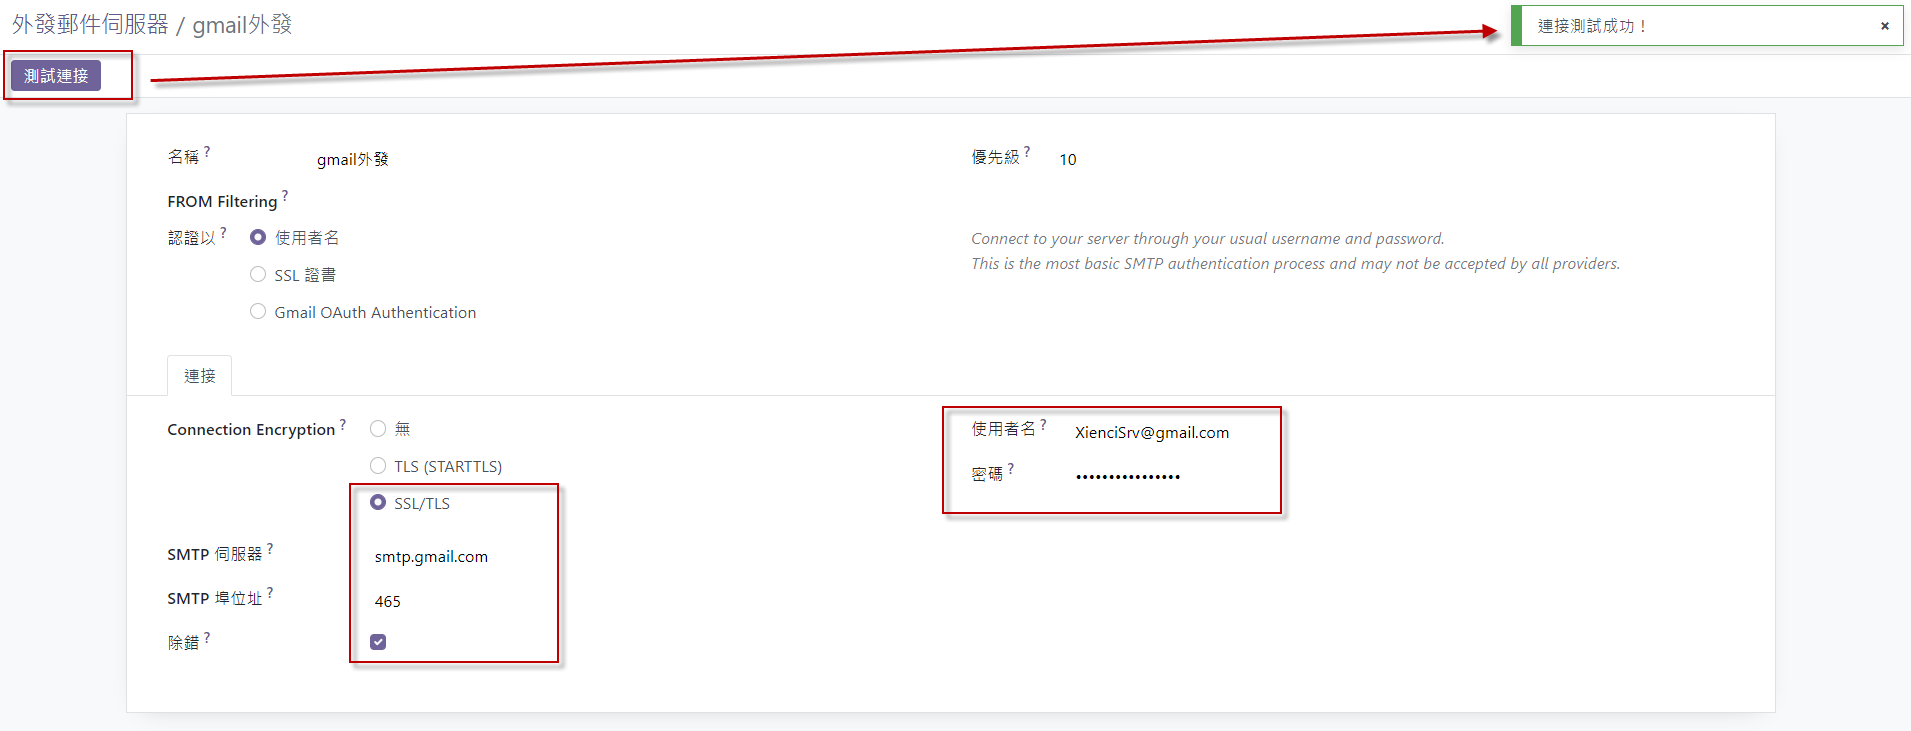 外發郵件伺服器 / gmail外發
連接測試成功！ ×
測試連接
名稱 ? gmail外發
優先級 ? 10
FROM Filtering ?
認證以 ? 使用者名
SSL 證書
Gmail OAuth Authentication
Connect to your server through your usual username and password.
This is the most basic SMTP authentication process and may not be accepted by all providers.
連接
Connection Encryption ? 無
TLS (STARTTLS)
SSL/TLS
SMTP 伺服器 ? smtp.gmail.com
SMTP 埠位址 ? 465
除錯 ?
使用者名 ? XienciSrv@gmail.com
密碼 ? ••••••••••••••••